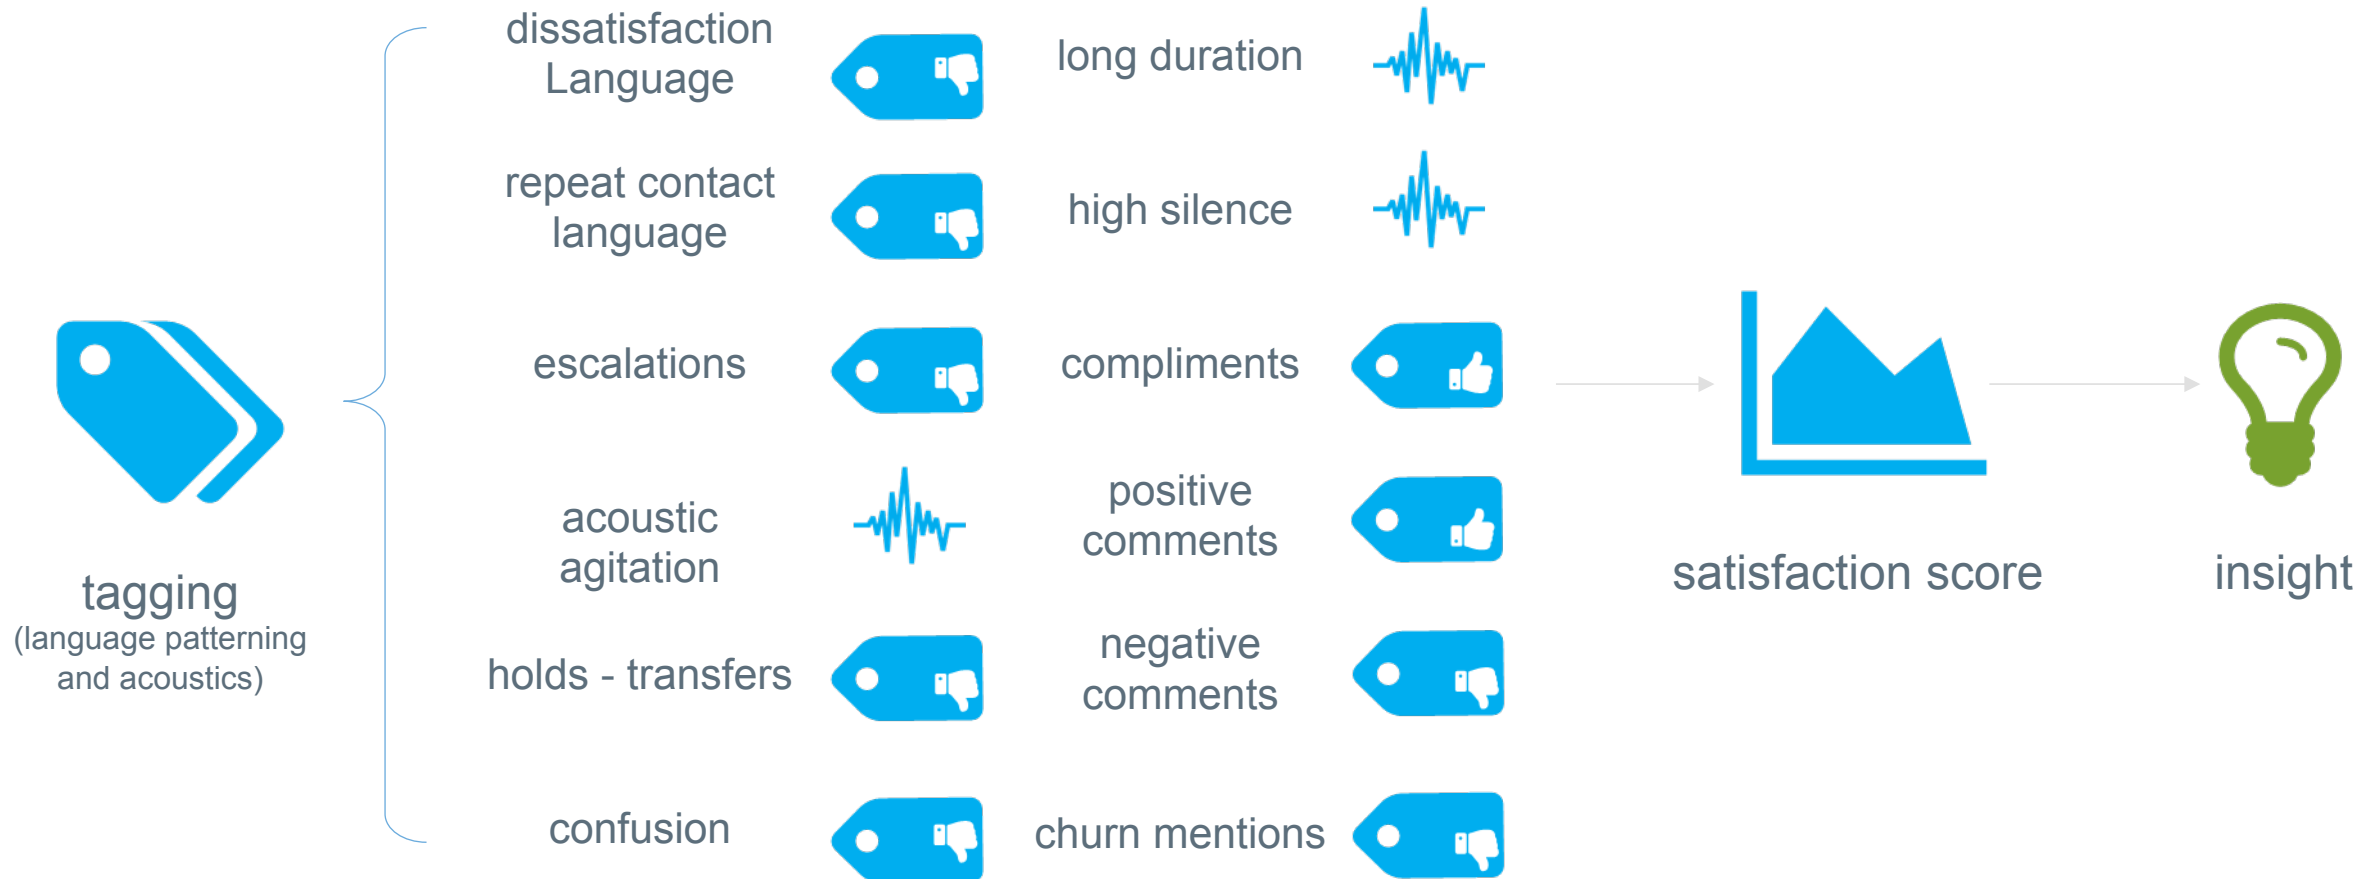 tagging
(language patterning
and acoustics)
dissatisfaction
Language
repeat contact
language
escalations
acoustic
agitation
holds - transfers
confusion
long duration
high silence
compliments
positive
comments
negative
comments
churn mentions
satisfaction score
insight